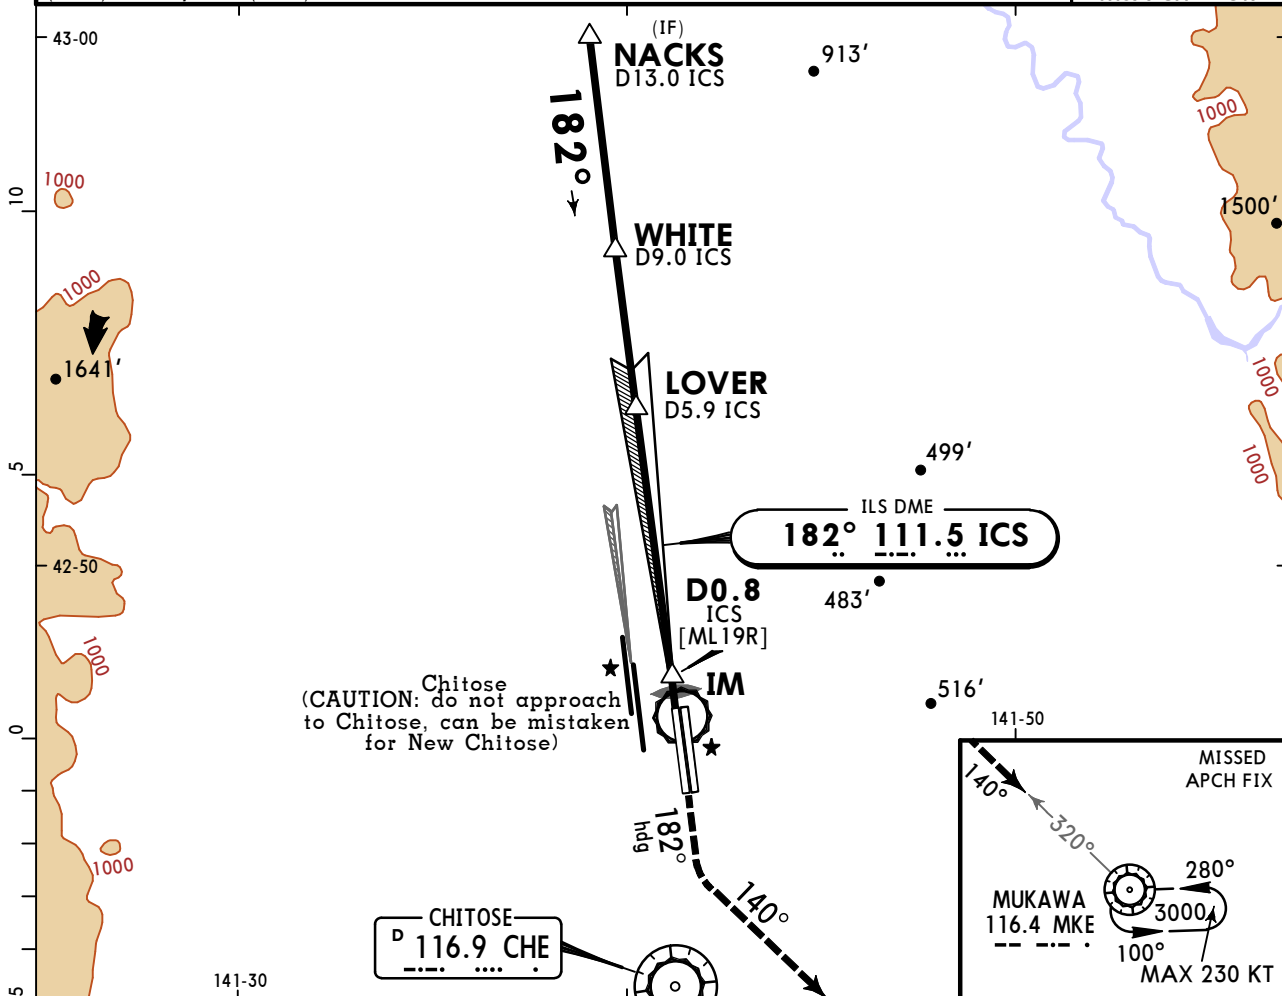 43-00
(IF)
NACKS
D13.0 ICS
913'
1000
182°
1000
10
1500'
WHITE
D9.0 ICS
1000
1641'
LOVER
D5.9 ICS
1000
5
499'
1000
ILS DME
182° 111.5 ICS
42-50
483'
D0.8
ICS
[ML19R]
1000
IM
Chitose
(CAUTION: do not approach
to Chitose, can be mistaken
for New Chitose)
516'
141-50
0
MISSED
APCH FIX
140°
320°
182°
hdg
1000
280°
MUKAWA
116.4 MKE
3000
100°
MAX 230 KT
140°
CHITOSE
D 116.9 CHE
141-30
5